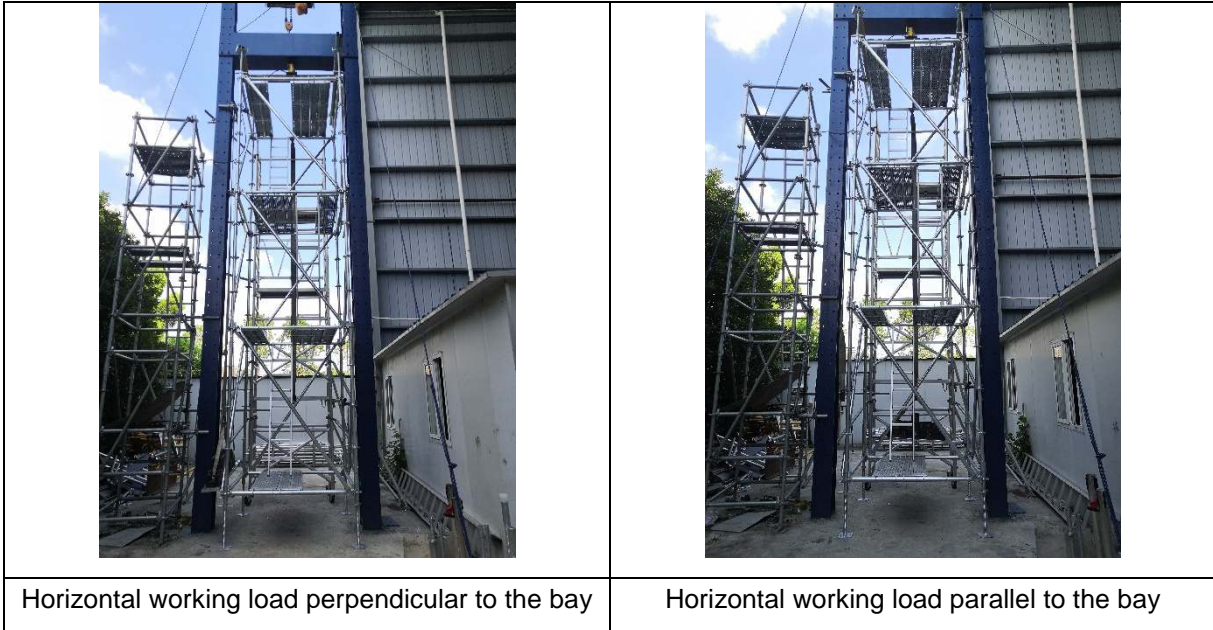 Horizontal working load perpendicular to the bay
Horizontal working load parallel to the bay